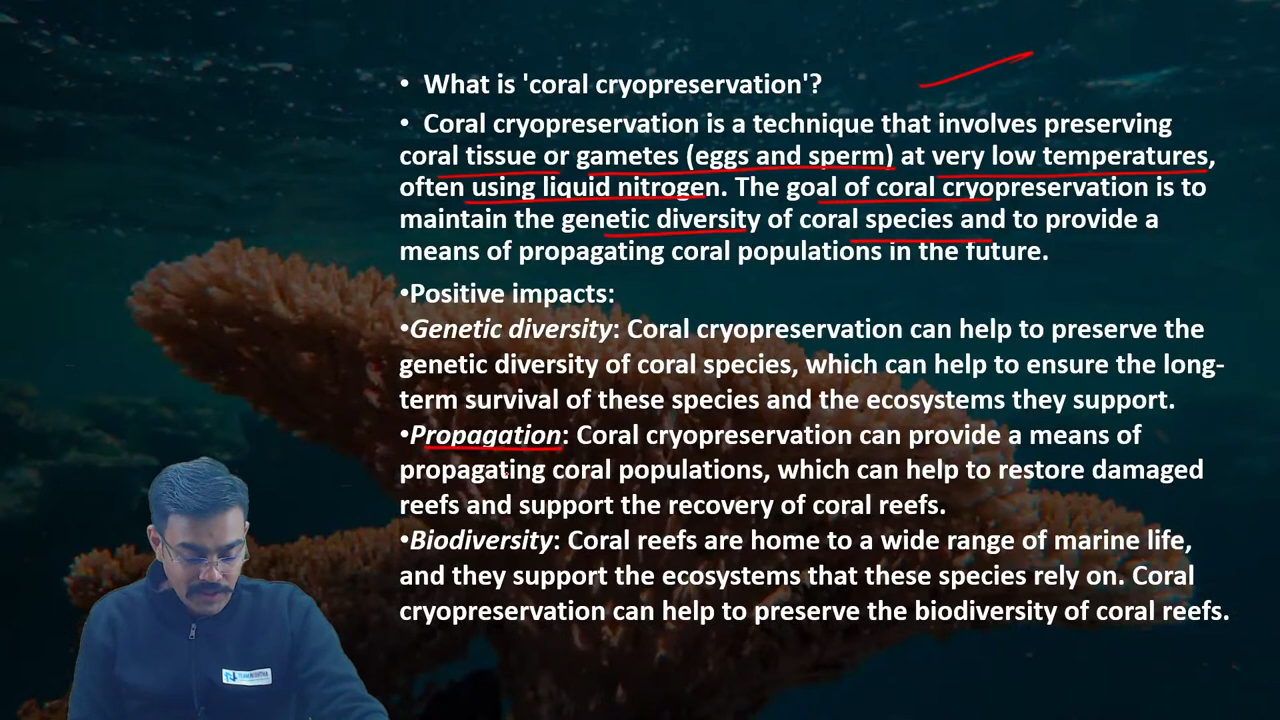 • What is 'coral cryopreservation'?
• Coral cryopreservation is a technique that involves preserving
coral tissue or gametes (eggs and sperm) at very low temperatures,
often using liquid nitrogen. The goal of coral cryopreservation is to
maintain the genetic diversity of coral species and to provide a
means of propagating coral populations in the future.
•Positive impacts:
•Genetic diversity: Coral cryopreservation can help to preserve the
genetic diversity of coral species, which can help to ensure the long-
term survival of these species and the ecosystems they support.
•Propagation: Coral cryopreservation can provide a means of
propagating coral populations, which can help to restore damaged
reefs and support the recovery of coral reefs.
•Biodiversity: Coral reefs are home to a wide range of marine life,
and they support the ecosystems that these species rely on. Coral
cryopreservation can help to preserve the biodiversity of coral reefs.